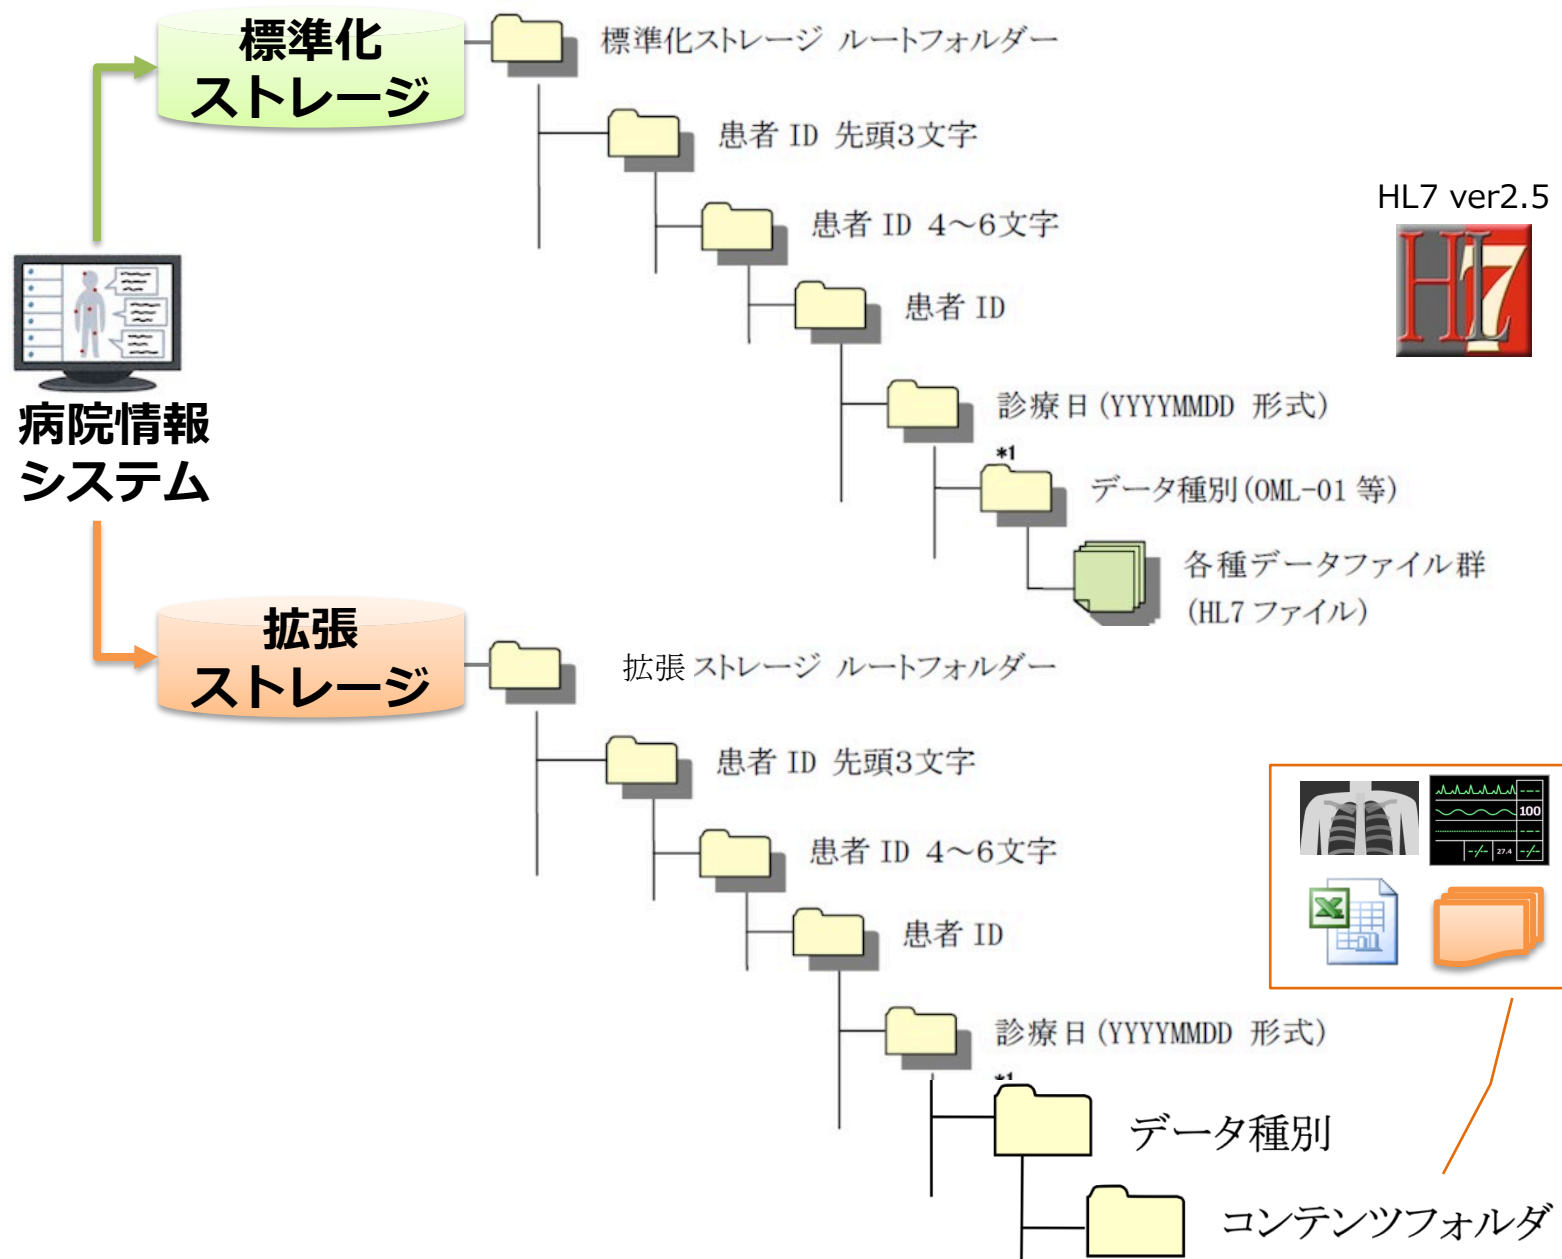 標準化
ストレージ
標準化ストレージ ルートフォルダー
患者 ID 先頭3文字
患者 ID 4～6文字
HL7 ver2.5
HL7
患者 ID
診療日(YYYYMMDD 形式)
*1
データ種別(OML-01 等)
各種データファイル群
(HL7 ファイル)
病院情報
システム
拡張
ストレージ
拡張 ストレージ ルートフォルダー
患者 ID 先頭3文字
患者 ID 4～6文字
患者 ID
診療日(YYYYMMDD 形式)
*1
データ種別
コンテンツフォルダ
---
100
---
-/-
27.4
-/-